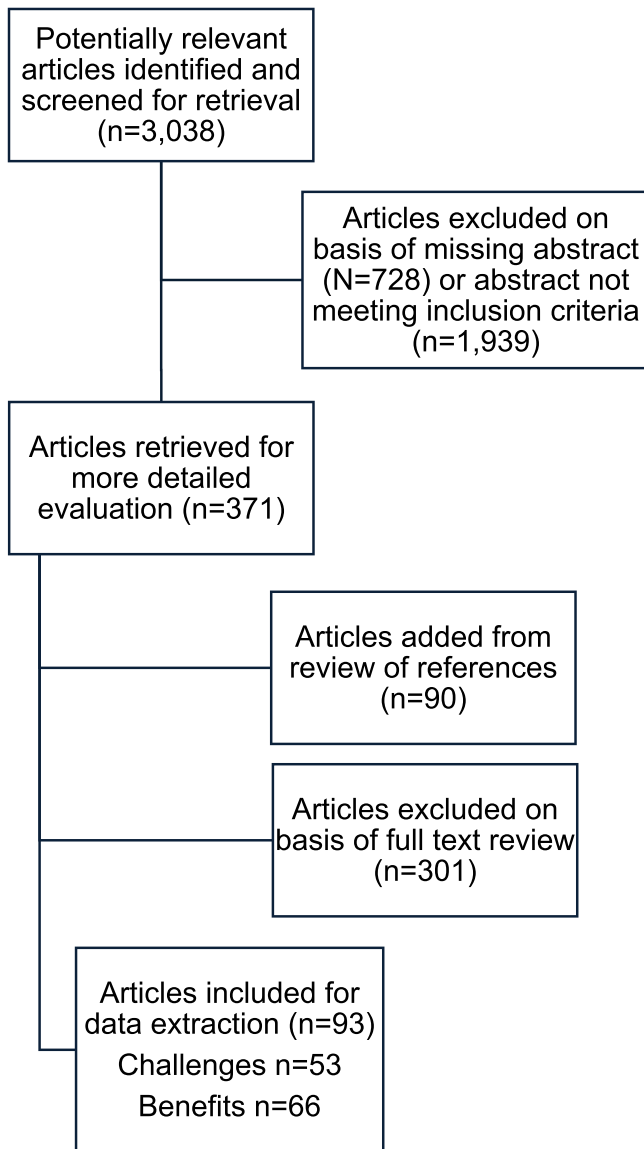 Potentially relevant
articles identified and
screened for retrieval
(n=3,038)
Articles excluded on
basis of missing abstract
(N=728) or abstract not
meeting inclusion criteria
(n=1,939)
Articles retrieved for
more detailed
evaluation (n=371)
Articles added from
review of references
(n=90)
Articles excluded on
basis of full text review
(n=301)
Articles included for
data extraction (n=93)
Challenges n=53
Benefits n=66